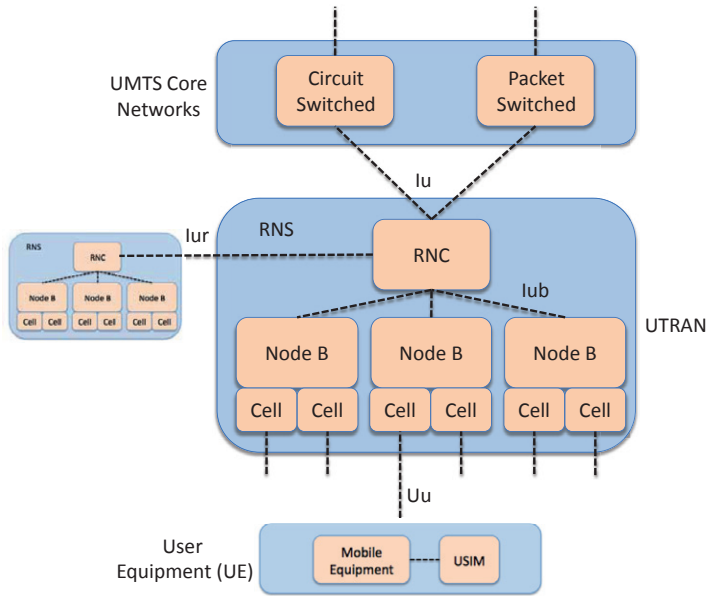 UMTS Core
Networks
Circuit
Switched
Packet
Switched
Iu
Iur
RNS
RNC
Iub
UTRAN
Node B
Node B
Node B
Cell
Cell
Cell
Cell
Cell
Cell
RNS
RNC
Node B
Node B
Node B
Cell
Cell
Cell
Cell
Cell
Cell
Uu
User
Equipment (UE)
Mobile
Equipment
USIM